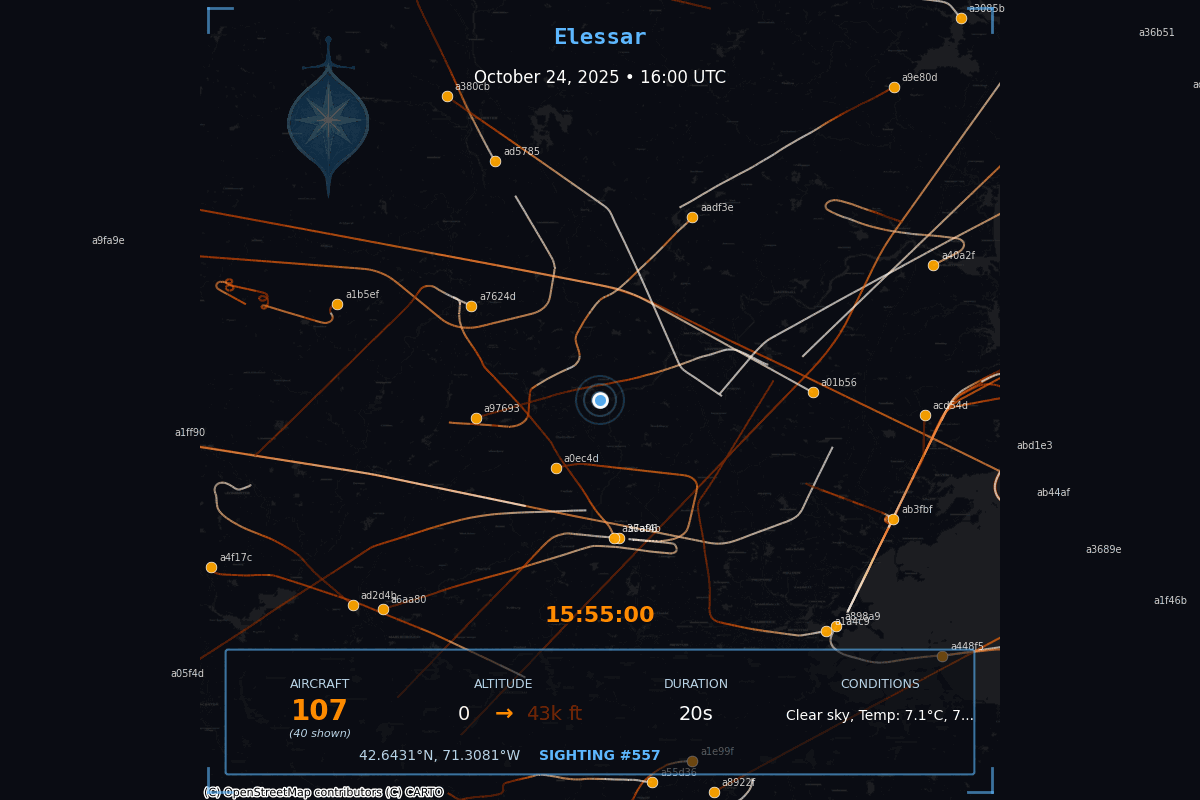 a3085b
a36b51
Elessar
October 24, 2025 • 16:00 UTC
a9e80d
a380cb
ad5785
aadf3e
a9fa9e
a40a2f
a1b5ef
a7624d
a01b56
a97693
acd54d
a1ff90
abd1e3
a0ec4d
ab44af
ab3fbf
a3689e
a4f17c
ad2d4b
a6aa80
a1f46b
15:55:00
a898a9
a1a4c9
a448f5
a05f4d
AIRCRAFT ALTITUDE DURATION CONDITIONS
107 0 → 43k ft 20s Clear sky, Temp: 7.1°C, 7...
(40 shown)
42.6431°N, 71.3081°W SIGHTING #557
a1e99f
a55d36
a8922f
(C) OpenStreetMap contributors (C) CARTO